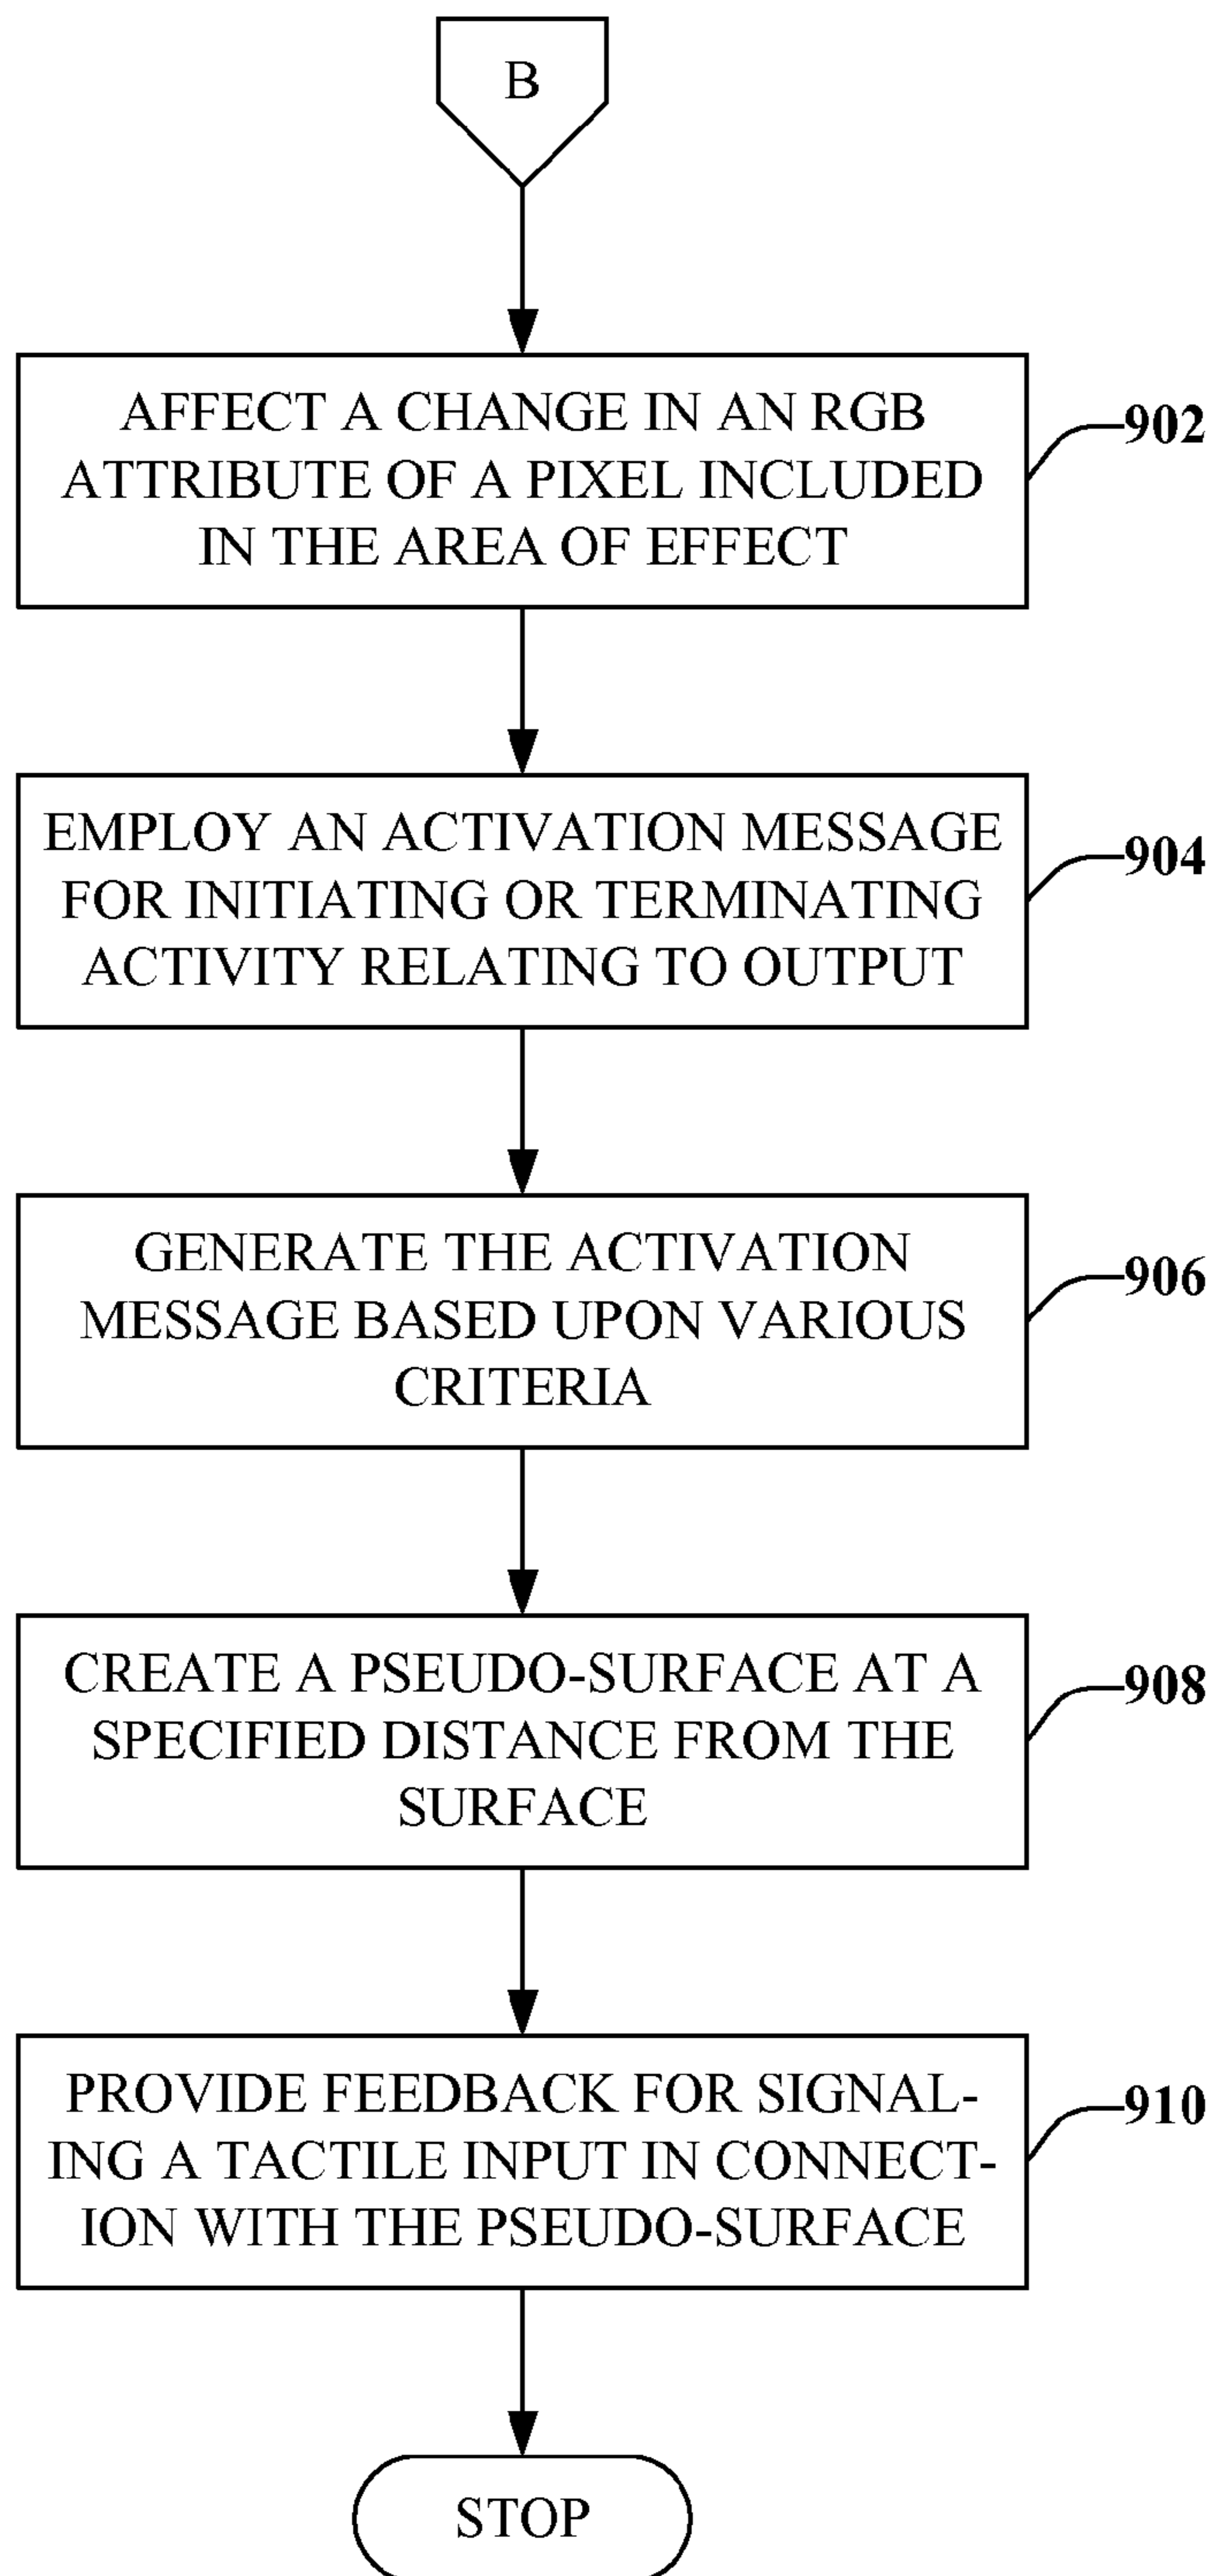 B
AFFECT A CHANGE IN AN RGB
ATTRIBUTE OF A PIXEL INCLUDED
IN THE AREA OF EFFECT
902
EMPLOY AN ACTIVATION MESSAGE
FOR INITIATING OR TERMINATING
ACTIVITY RELATING TO OUTPUT
904
GENERATE THE ACTIVATION
MESSAGE BASED UPON VARIOUS
CRITERIA
906
CREATE A PSEUDO-SURFACE AT A
SPECIFIED DISTANCE FROM THE
SURFACE
908
PROVIDE FEEDBACK FOR SIGNAL-
ING A TACTILE INPUT IN CONNECT-
ION WITH THE PSEUDO-SURFACE
910
STOP